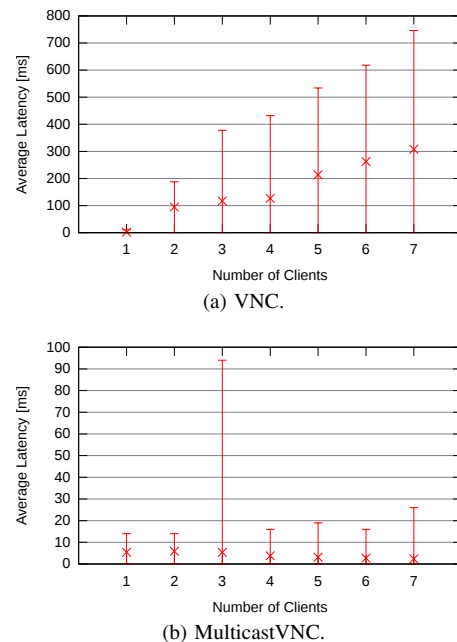 800
700
600
500
400
300
200
100
0
Average Latency [ms]
1 2 3 4 5 6 7
Number of Clients
(a) VNC.
100
90
80
70
60
50
40
30
20
10
0
Average Latency [ms]
1 2 3 4 5 6 7
Number of Clients
(b) MulticastVNC.